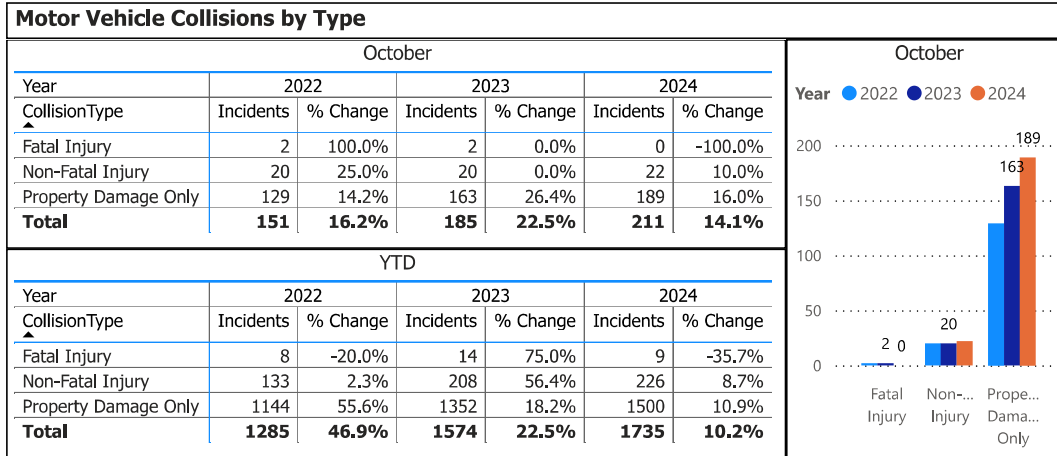 Motor Vehicle Collisions by Type
October
Year 2022 2023 2024
CollisionType Incidents % Change Incidents % Change Incidents % Change
Fatal Injury 2 100.0% 2 0.0% 0 -100.0%
Non-Fatal Injury 20 25.0% 20 0.0% 22 10.0%
Property Damage Only 129 14.2% 163 26.4% 189 16.0%
Total 151 16.2% 185 22.5% 211 14.1%
YTD
Year 2022 2023 2024
CollisionType Incidents % Change Incidents % Change Incidents % Change
Fatal Injury 8 -20.0% 14 75.0% 9 -35.7%
Non-Fatal Injury 133 2.3% 208 56.4% 226 8.7%
Property Damage Only 1144 55.6% 1352 18.2% 1500 10.9%
Total 1285 46.9% 1574 22.5% 1735 10.2%
October
Year 2022 2023 2024
189
200
163
150
100
50
20
2 0
0
Fatal Non-... Prope...
Injury Injury Dama...
Only